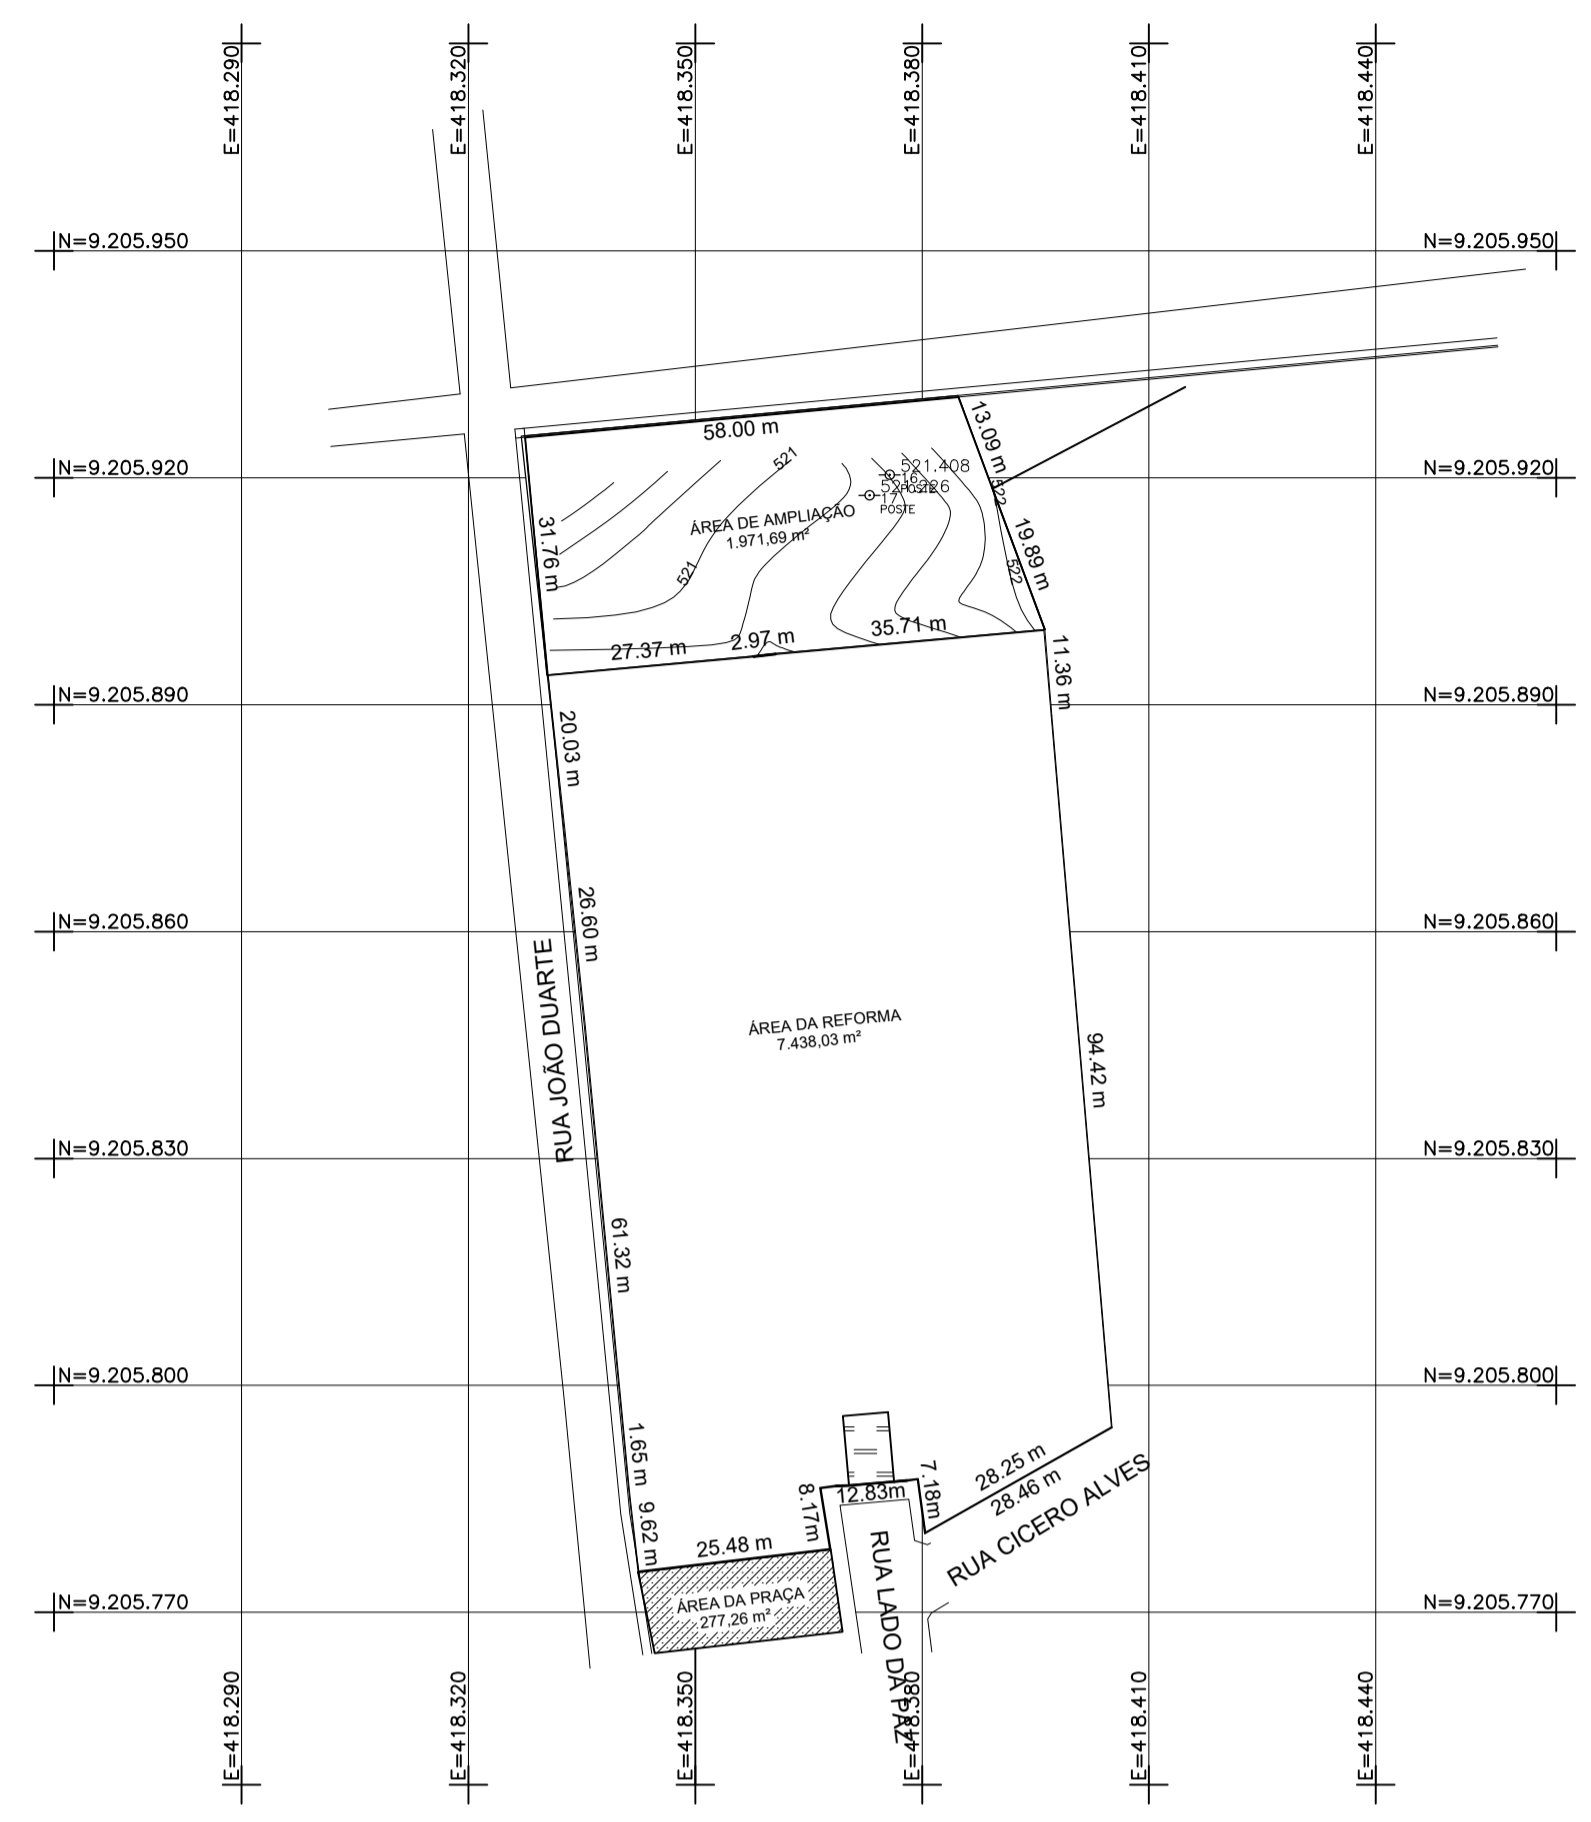 E=418.290
E=418.320
E=418.350
E=418.380
E=418.410
E=418.440
N=9.205.950
N=9.205.950
58.00 m
13.09 m
521
521.408
16
POSTE
17
POSTE
522
N=9.205.920
N=9.205.920
31.76 m
ÁREA DE AMPLIAÇÃO
1.971,69 m²
19.89 m
521
522
27.37 m
2.97 m
35.71 m
11.36 m
N=9.205.890
N=9.205.890
20.03 m
26.60 m
N=9.205.860
N=9.205.860
RUA JOÃO DUARTE
ÁREA DA REFORMA
7.438,03 m²
94.42 m
N=9.205.830
N=9.205.830
61.32 m
N=9.205.800
N=9.205.800
1.65 m
9.62 m
25.48 m
8.17m
12.83m
7.18m
28.25 m
28.46 m
RUA CICERO ALVES
RUA LADO DA PAZ
ÁREA DA PRAÇA
277,26 m²
N=9.205.770
N=9.205.770
E=418.290
E=418.320
E=418.350
E=418.380
E=418.410
E=418.440